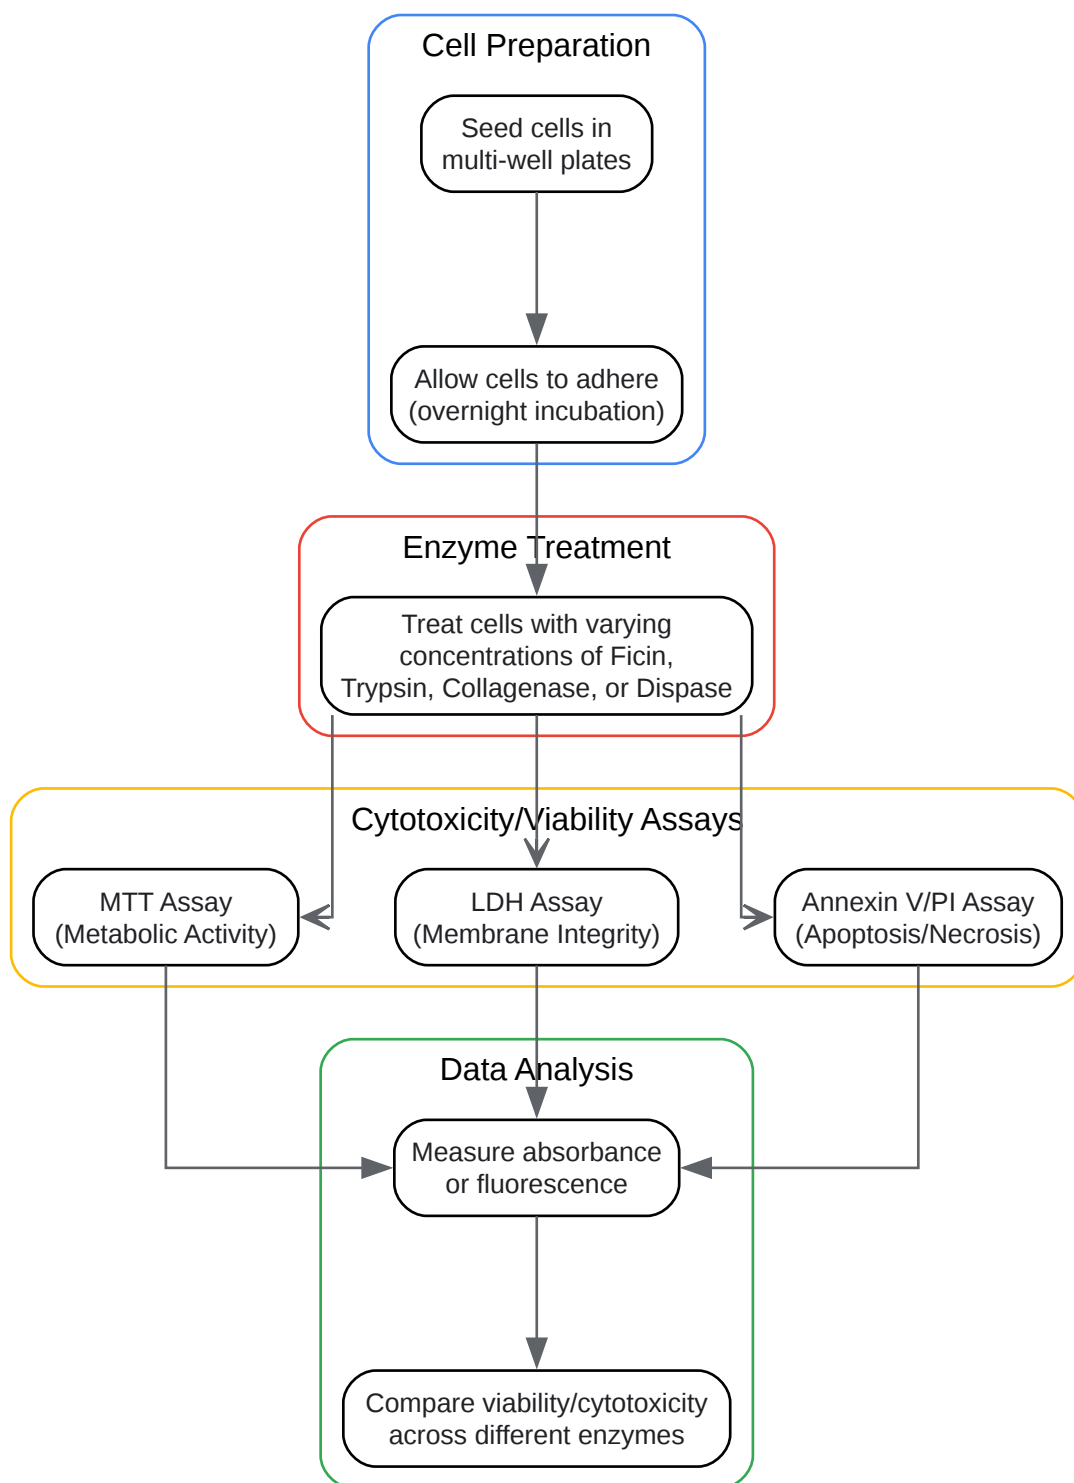 Cell Preparation
Seed cells in
multi-well plates
Allow cells to adhere
(overnight incubation)
Enzyme Treatment
Treat cells with varying
concentrations of Ficin,
Trypsin, Collagenase, or Dispase
Cytotoxicity/Viability Assays
MTT Assay
(Metabolic Activity)
LDH Assay
(Membrane Integrity)
Annexin V/PI Assay
(Apoptosis/Necrosis)
Data Analysis
Measure absorbance
or fluorescence
Compare viability/cytotoxicity
across different enzymes